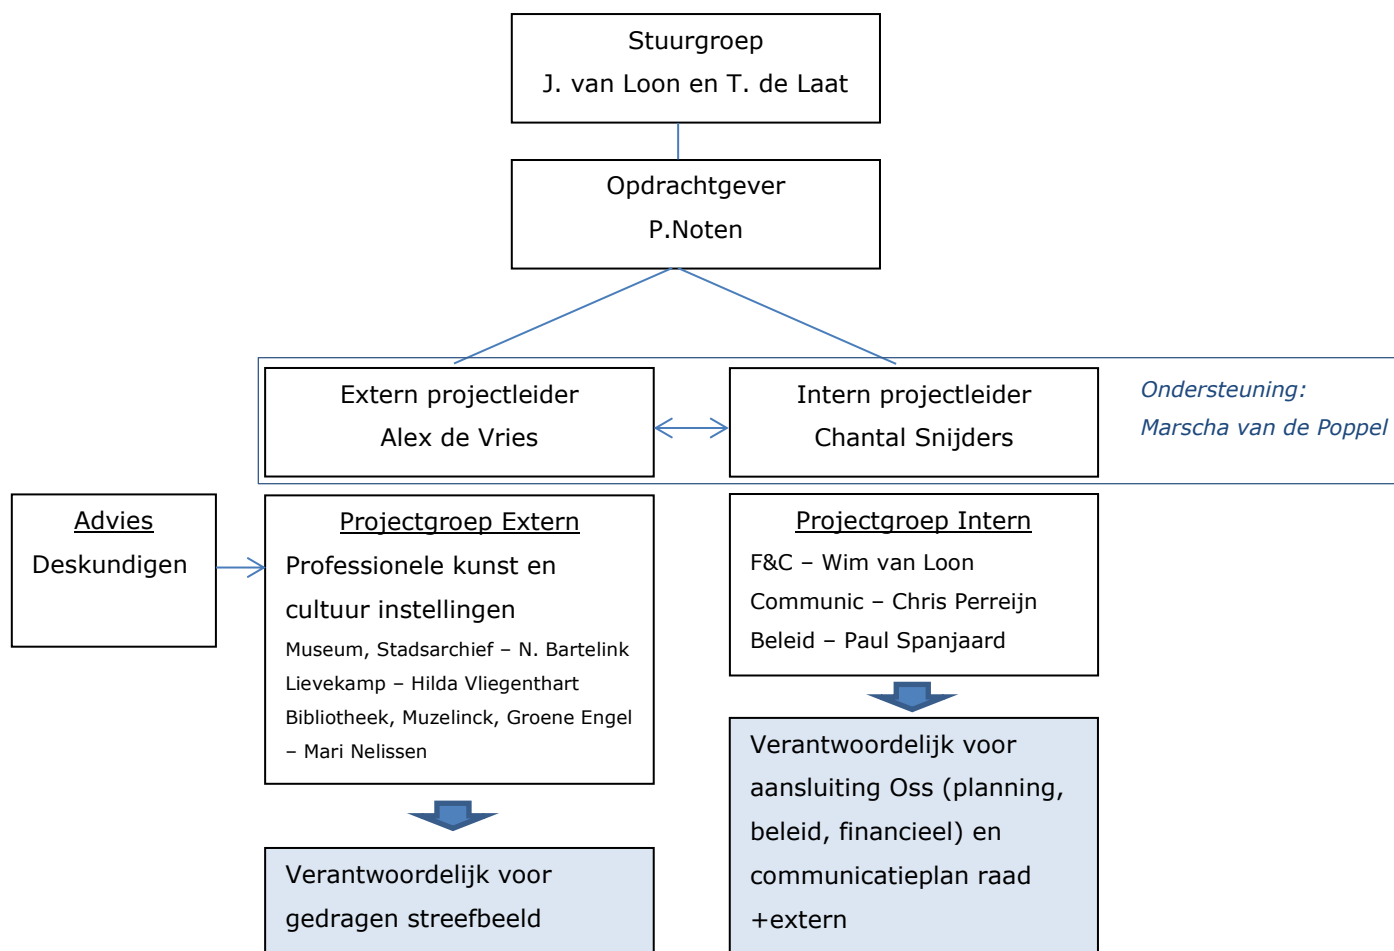 Stuurgroep
J. van Loon en T. de Laat
Opdrachtgever
P.Noten
Extern projectleider
Alex de Vries
Intern projectleider
Chantal Snijders
Ondersteuning:
Marscha van de Poppel
Advies
Deskundigen
Projectgroep Extern
Professionele kunst en
cultuur instellingen
Museum, Stadsarchief – N. Bartelink
Lievekamp – Hilda Vliegenthart
Bibliotheek, Muzelinck, Groene Engel
– Mari Nelissen
Projectgroep Intern
F&C – Wim van Loon
Communic – Chris Perreijn
Beleid – Paul Spanjaard
Verantwoordelijk voor
gedragen streefbeeld
Verantwoordelijk voor
aansluiting Oss (planning,
beleid, financieel) en
communicatieplan raad
+extern